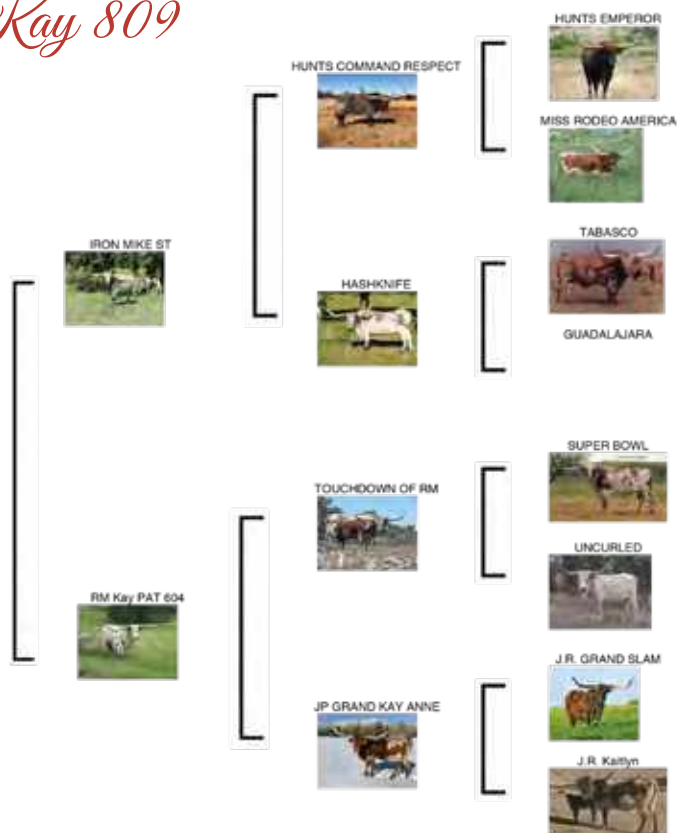 Kay 809
HUNTS EMPEROR
HUNTS COMMAND RESPECT
MISS RODEO AMERICA
IRON MIKE ST
TABASCO
HASHKNIFE
GUADALAJARA
SUPER BOWL
TOUCHDOWN OF RM
UNCURLED
RM Kay PAT 604
J.R. GRAND SLAM
JP GRAND KAY ANNE
J.R. Kaitlyn